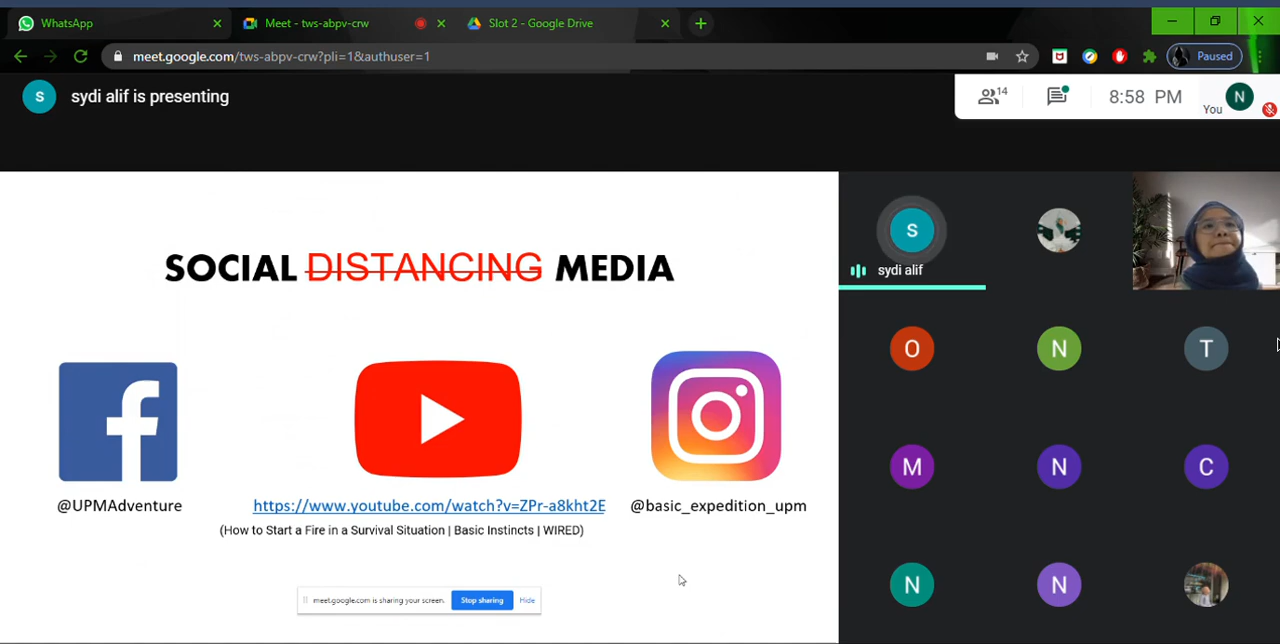 WhatsApp
Meet - tws-abpv-crw
Slot 2 - Google Drive
meet.google.com/tws-abpv-crw?pli=1&authuser=1
Paused
S
sydi alif is presenting
14
8:58 PM
You
N
SOCIAL DISTANCING MEDIA
@UPMAdventure
https://www.youtube.com/watch?v=ZPr-a8kht2E
@basic_expedition_upm
(How to Start a Fire in a Survival Situation | Basic Instincts | WIRED)
meet.google.com is sharing your screen.
Stop sharing
Hide
S
sydi alif
O
N
T
M
N
C
N
N